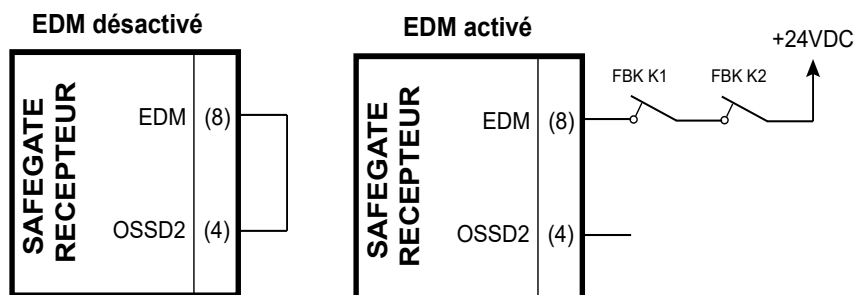 EDM désactivé
SAFEGATE
RECEPTEUR
EDM (8)
OSSD2 (4)
EDM activé
SAFEGATE
RECEPTEUR
EDM (8)
OSSD2 (4)
FBK K1
FBK K2
+24VDC